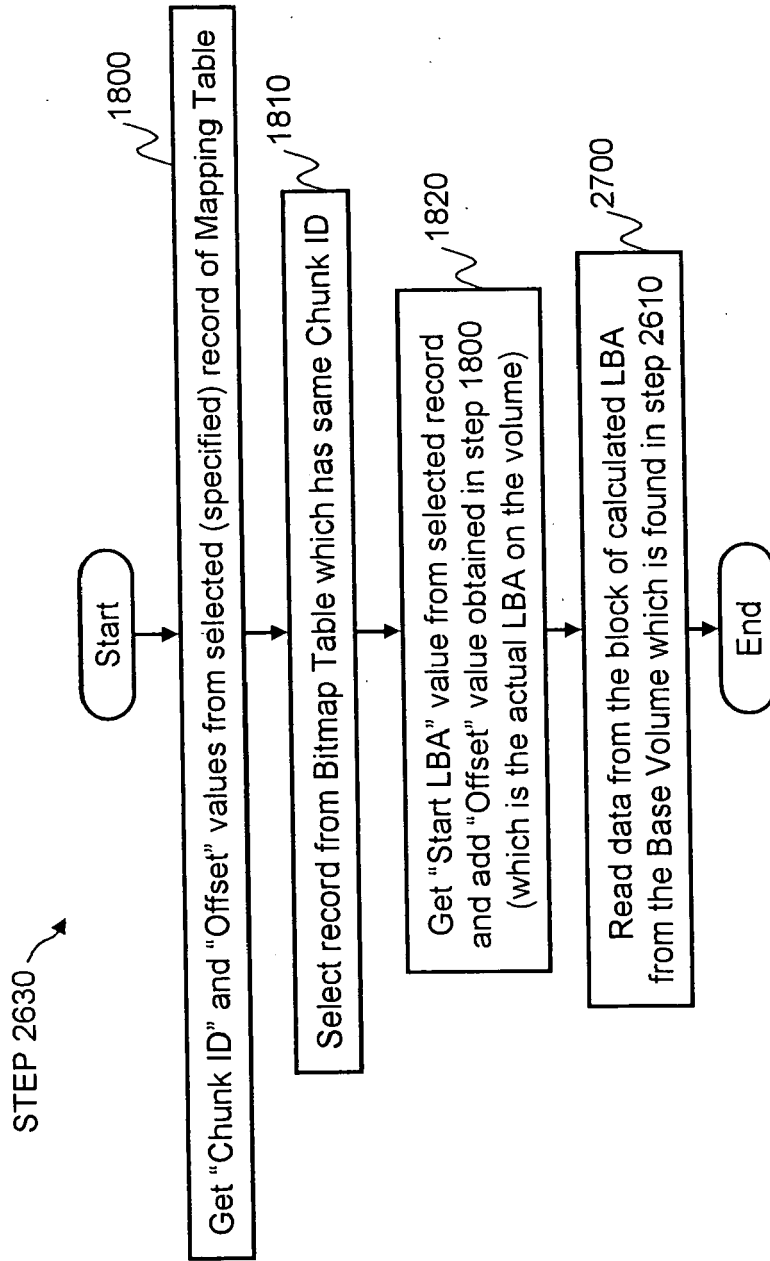 STEP 2630
Start
1800
Get “Chunk ID” and “Offset” values from selected (specified) record of Mapping Table
1810
Select record from Bitmap Table which has same Chunk ID
1820
Get “Start LBA” value from selected record
and add “Offset” value obtained in step 1800
(which is the actual LBA on the volume)
2700
Read data from the block of calculated LBA
from the Base Volume which is found in step 2610
End